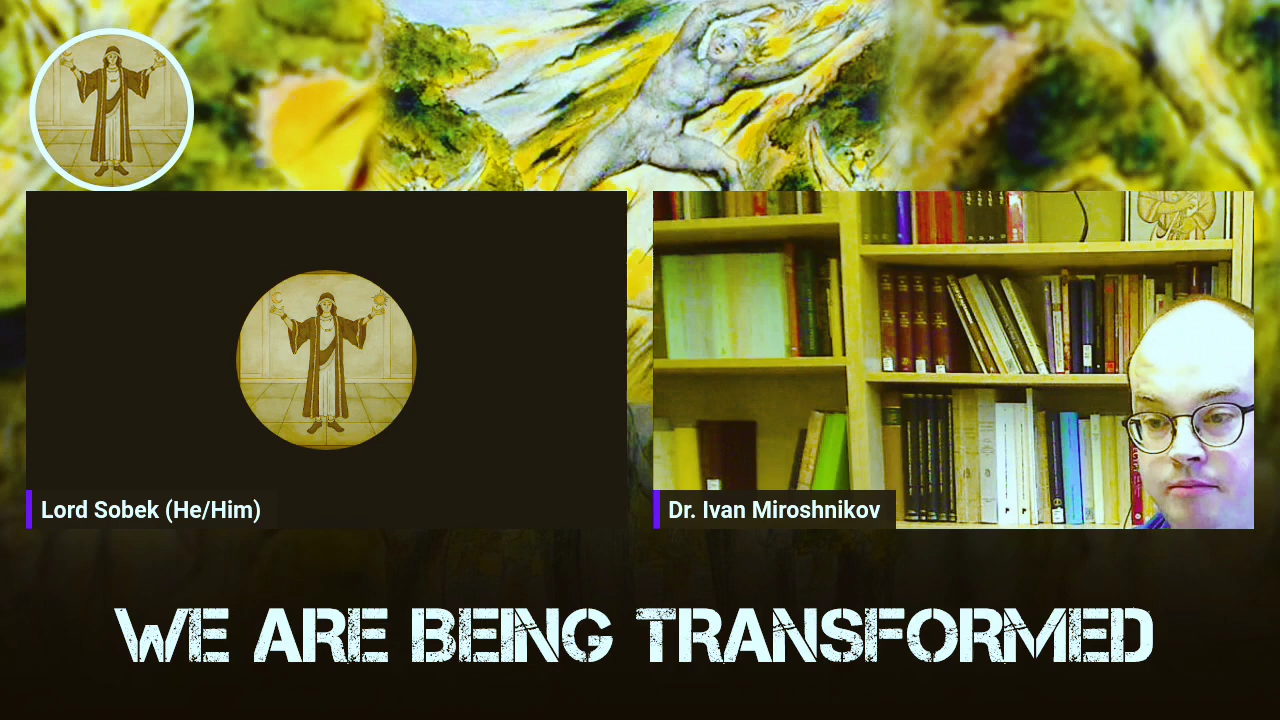 Lord Sobek (He/Him)
Dr. Ivan Miroshnikov
WE ARE BEING TRANSFORMED